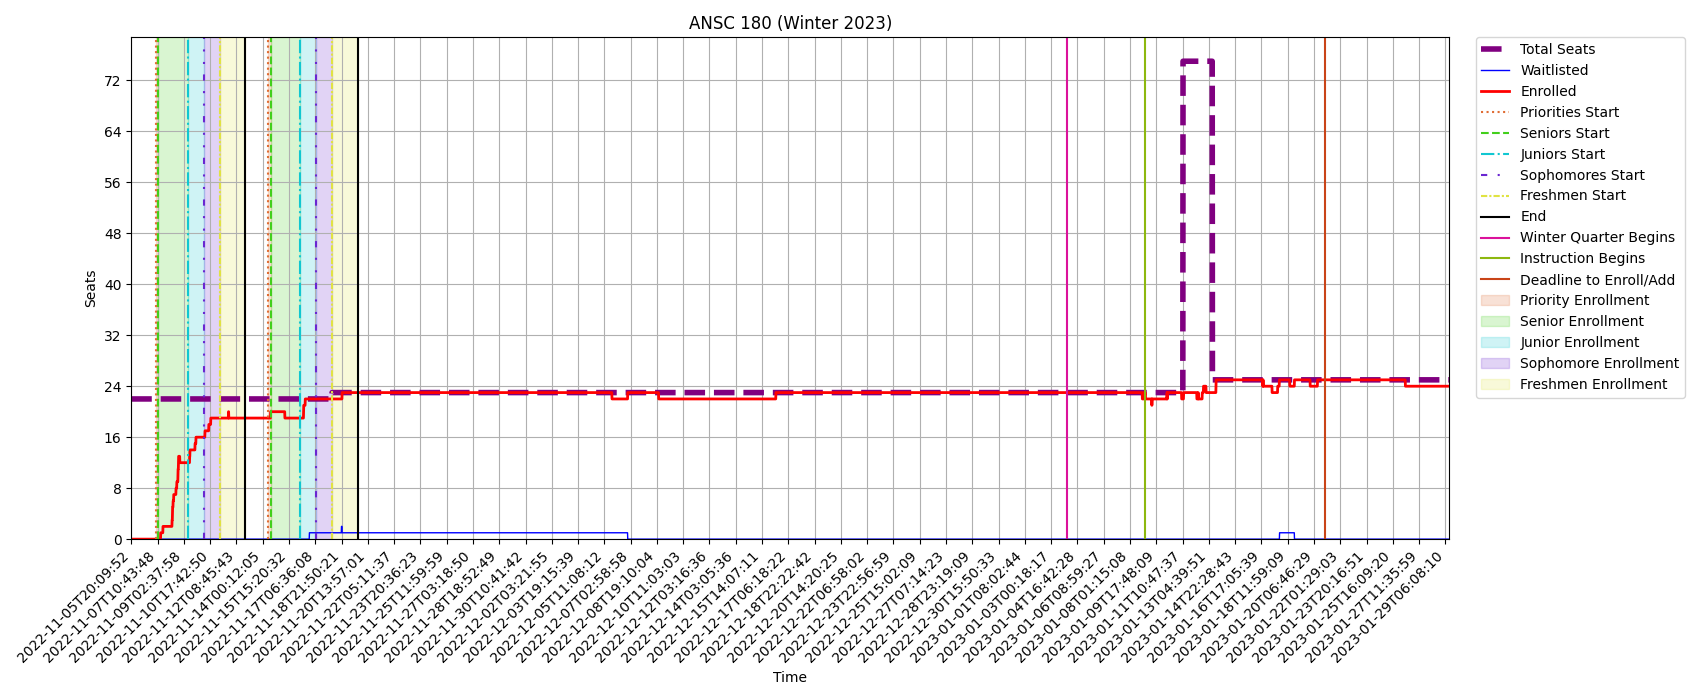 ANSC 180 (Winter 2023)
Seats
72
64
56
48
40
32
24
16
8
0
2022-11-05T20:09:52
2022-11-07T10:43:48
2022-11-09T02:37:58
2022-11-10T17:42:50
2022-11-12T08:45:43
2022-11-14T00:12:05
2022-11-15T15:20:32
2022-11-17T06:36:08
2022-11-18T21:50:21
2022-11-20T13:57:01
2022-11-22T05:11:37
2022-11-23T20:36:23
2022-11-25T11:59:59
2022-11-27T03:18:50
2022-11-28T18:52:49
2022-11-30T10:41:42
2022-12-02T03:21:55
2022-12-03T19:15:39
2022-12-05T11:08:12
2022-12-07T02:58:58
2022-12-08T19:10:04
2022-12-10T11:03:03
2022-12-12T03:16:36
2022-12-14T03:05:36
2022-12-15T14:07:11
2022-12-17T06:18:22
2022-12-18T22:22:42
2022-12-20T14:20:25
2022-12-22T06:58:02
2022-12-23T22:56:59
2022-12-25T15:02:09
2022-12-27T07:14:23
2022-12-28T23:19:09
2022-12-30T15:50:33
2023-01-01T08:02:44
2023-01-03T00:18:17
2023-01-04T16:42:28
2023-01-06T08:59:27
2023-01-08T01:15:08
2023-01-09T17:48:09
2023-01-11T10:47:37
2023-01-13T04:39:51
2023-01-14T22:28:43
2023-01-16T17:05:39
2023-01-18T11:59:09
2023-01-20T06:46:29
2023-01-22T01:29:03
2023-01-23T20:16:51
2023-01-25T16:09:20
2023-01-27T11:35:59
2023-01-29T06:08:10
Time
Total Seats
Waitlisted
Enrolled
Priorities Start
Seniors Start
Juniors Start
Sophomores Start
Freshmen Start
End
Winter Quarter Begins
Instruction Begins
Deadline to Enroll/Add
Priority Enrollment
Senior Enrollment
Junior Enrollment
Sophomore Enrollment
Freshmen Enrollment